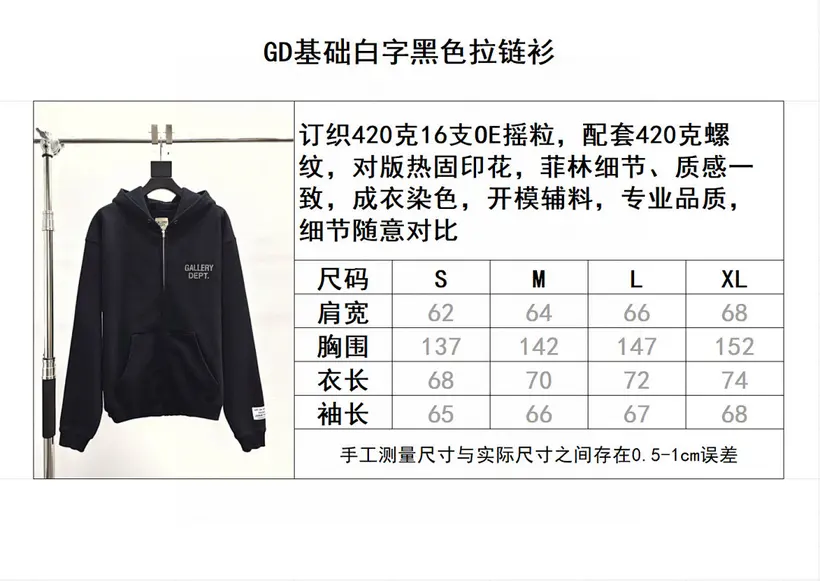 GD基础白字黑色拉链衫
订织420克16支OE摇粒，配套420克螺
纹，对版热固印花，菲林细节、质感一
致，成衣染色，开模辅料，专业品质，
细节随意对比
GALLERY
DEPT.
尺码 S M L XL
肩宽 62 64 66 68
胸围 137 142 147 152
衣长 68 70 72 74
袖长 65 66 67 68
手工测量尺寸与实际尺寸之间存在0.5-1cm误差